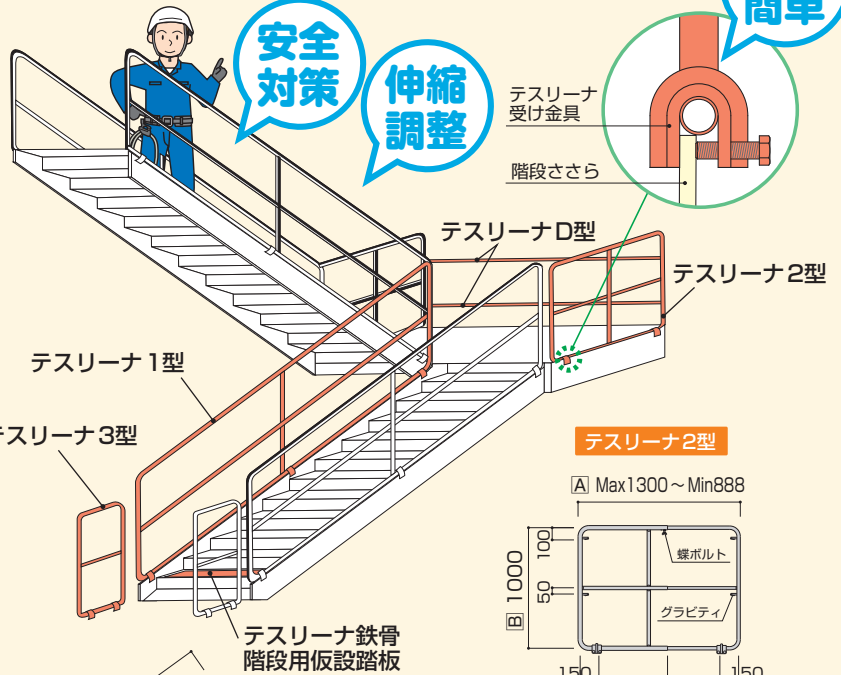 簡単
安全
対策
伸縮
調整
テスリーナ
受け金具
階段ささら
テスリーナD型
テスリーナ2型
テスリーナ1型
テスリーナ3型
テスリーナ2型
A Max1300～Min888
100
蝶ボルト
B 1000
50
グラビティ
150
150
テスリーナ鉄骨
階段用仮設踏板